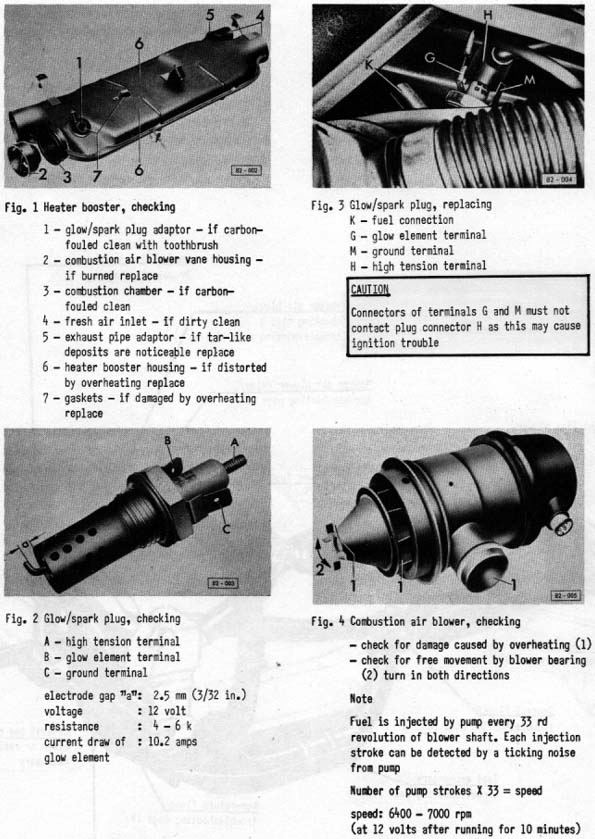 1
2
3
4
5
6
6
7
82 - 002
Fig. 1 Heater booster, checking
1 – glow/spark plug adaptor – if carbon–
fouled clean with toothbrush
2 – combustion air blower vane housing –
if burned replace
3 – combustion chamber – if carbon–
fouled clean
4 – fresh air inlet – if dirty clean
5 – exhaust pipe adaptor – if tar–like
deposits are noticeable replace
6 – heater booster housing – if distorted
by overheating replace
7 – gaskets – if damaged by overheating
replace
B
A
C
a
82 - 003
Fig. 2 Glow/spark plug, checking
A – high tension terminal
B – glow element terminal
C – ground terminal
electrode gap "a": 2.5 mm (3/32 in.)
voltage : 12 volt
resistance : 4 – 6 k
current draw of : 10.2 amps
glow element
H
G
K
M
82 - 004
Fig. 3 Glow/spark plug, replacing
K – fuel connection
G – glow element terminal
M – ground terminal
H – high tension terminal
CAUTION
Connectors of terminals G and M must not
contact plug connector H as this may cause
ignition trouble
2
1
1
1
82 - 005
Fig. 4 Combustion air blower, checking
– check for damage caused by overheating (1)
– check for free movement by blower bearing
(2) turn in both directions
Note
Fuel is injected by pump every 33 rd
revolution of blower shaft. Each injection
stroke can be detected by a ticking noise
from pump
Number of pump strokes X 33 = speed
speed: 6400 – 7000 rpm
(at 12 volts after running for 10 minutes)